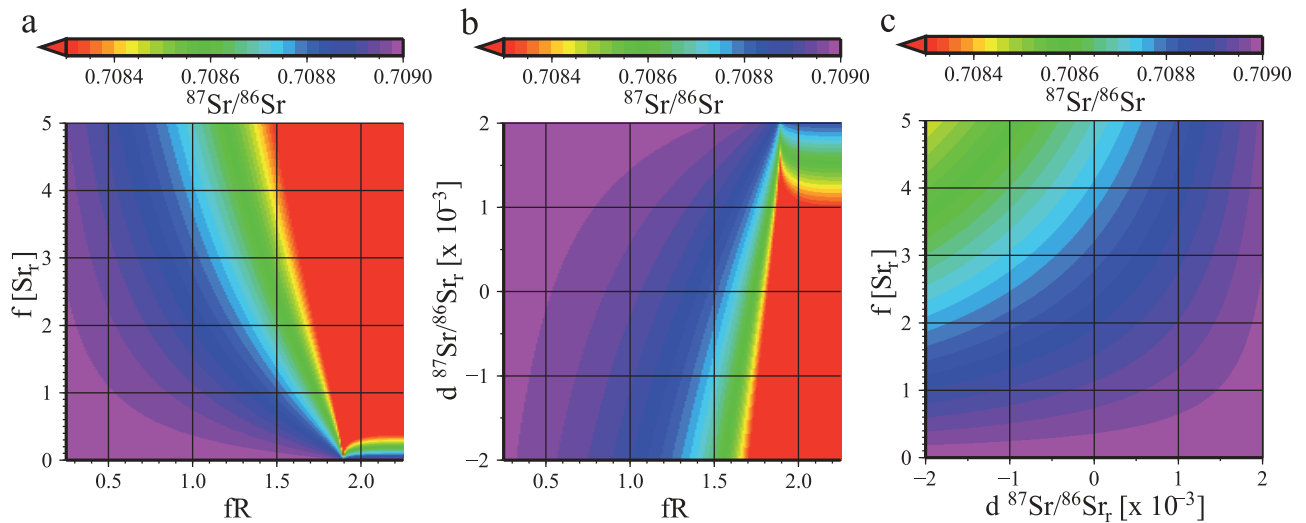 a
0.7084 0.7086 0.7088 0.7090
⁸⁷Sr/⁸⁶Sr
5
4
3
2
1
0
f [Srᵣ]
0.5 1.0 1.5 2.0
fR
b
0.7084 0.7086 0.7088 0.7090
⁸⁷Sr/⁸⁶Sr
2
1
0
−1
−2
d ⁸⁷Sr/⁸⁶Srᵣ [x 10⁻³)
0.5 1.0 1.5 2.0
fR
c
0.7084 0.7086 0.7088 0.7090
⁸⁷Sr/⁸⁶Sr
5
4
3
2
1
0
f [Srᵣ]
−2 −1 0 1 2
d ⁸⁷Sr/⁸⁶Srᵣ [x 10⁻³)